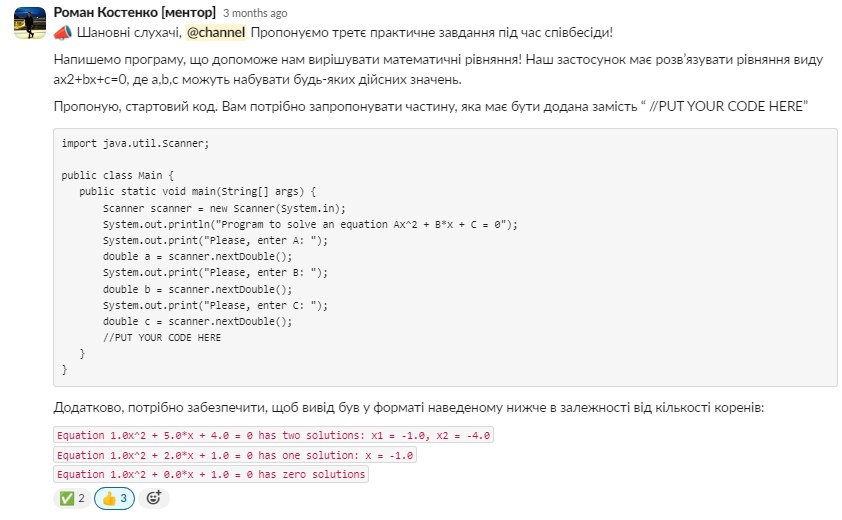 Роман Костенко [ментор] 3 months ago
Шановні слухачі, @channel Пропонуємо третє практичне завдання під час співбесіди!
Напишемо програму, що допоможе нам вирішувати математичні рівняння! Наш застосунок має розв’язувати рівняння виду
ax2+bx+c=0, де a,b,c можуть набувати будь-яких дійсних значень.
Пропоную, стартовий код. Вам потрібно запропонувати частину, яка має бути додана замість “ //PUT YOUR CODE HERE”
import java.util.Scanner;
public class Main {
public static void main(String[] args) {
Scanner scanner = new Scanner(System.in);
System.out.println("Program to solve an equation Ax^2 + B*x + C = 0");
System.out.print("Please, enter A: ");
double a = scanner.nextDouble();
System.out.print("Please, enter B: ");
double b = scanner.nextDouble();
System.out.print("Please, enter C: ");
double c = scanner.nextDouble();
//PUT YOUR CODE HERE
}
}
Додатково, потрібно забезпечити, щоб вивід був у форматі наведеному нижче в залежності від кількості коренів:
Equation 1.0x^2 + 5.0*x + 4.0 = 0 has two solutions: x1 = -1.0, x2 = -4.0
Equation 1.0x^2 + 2.0*x + 1.0 = 0 has one solution: x = -1.0
Equation 1.0x^2 + 0.0*x + 1.0 = 0 has zero solutions
2 3